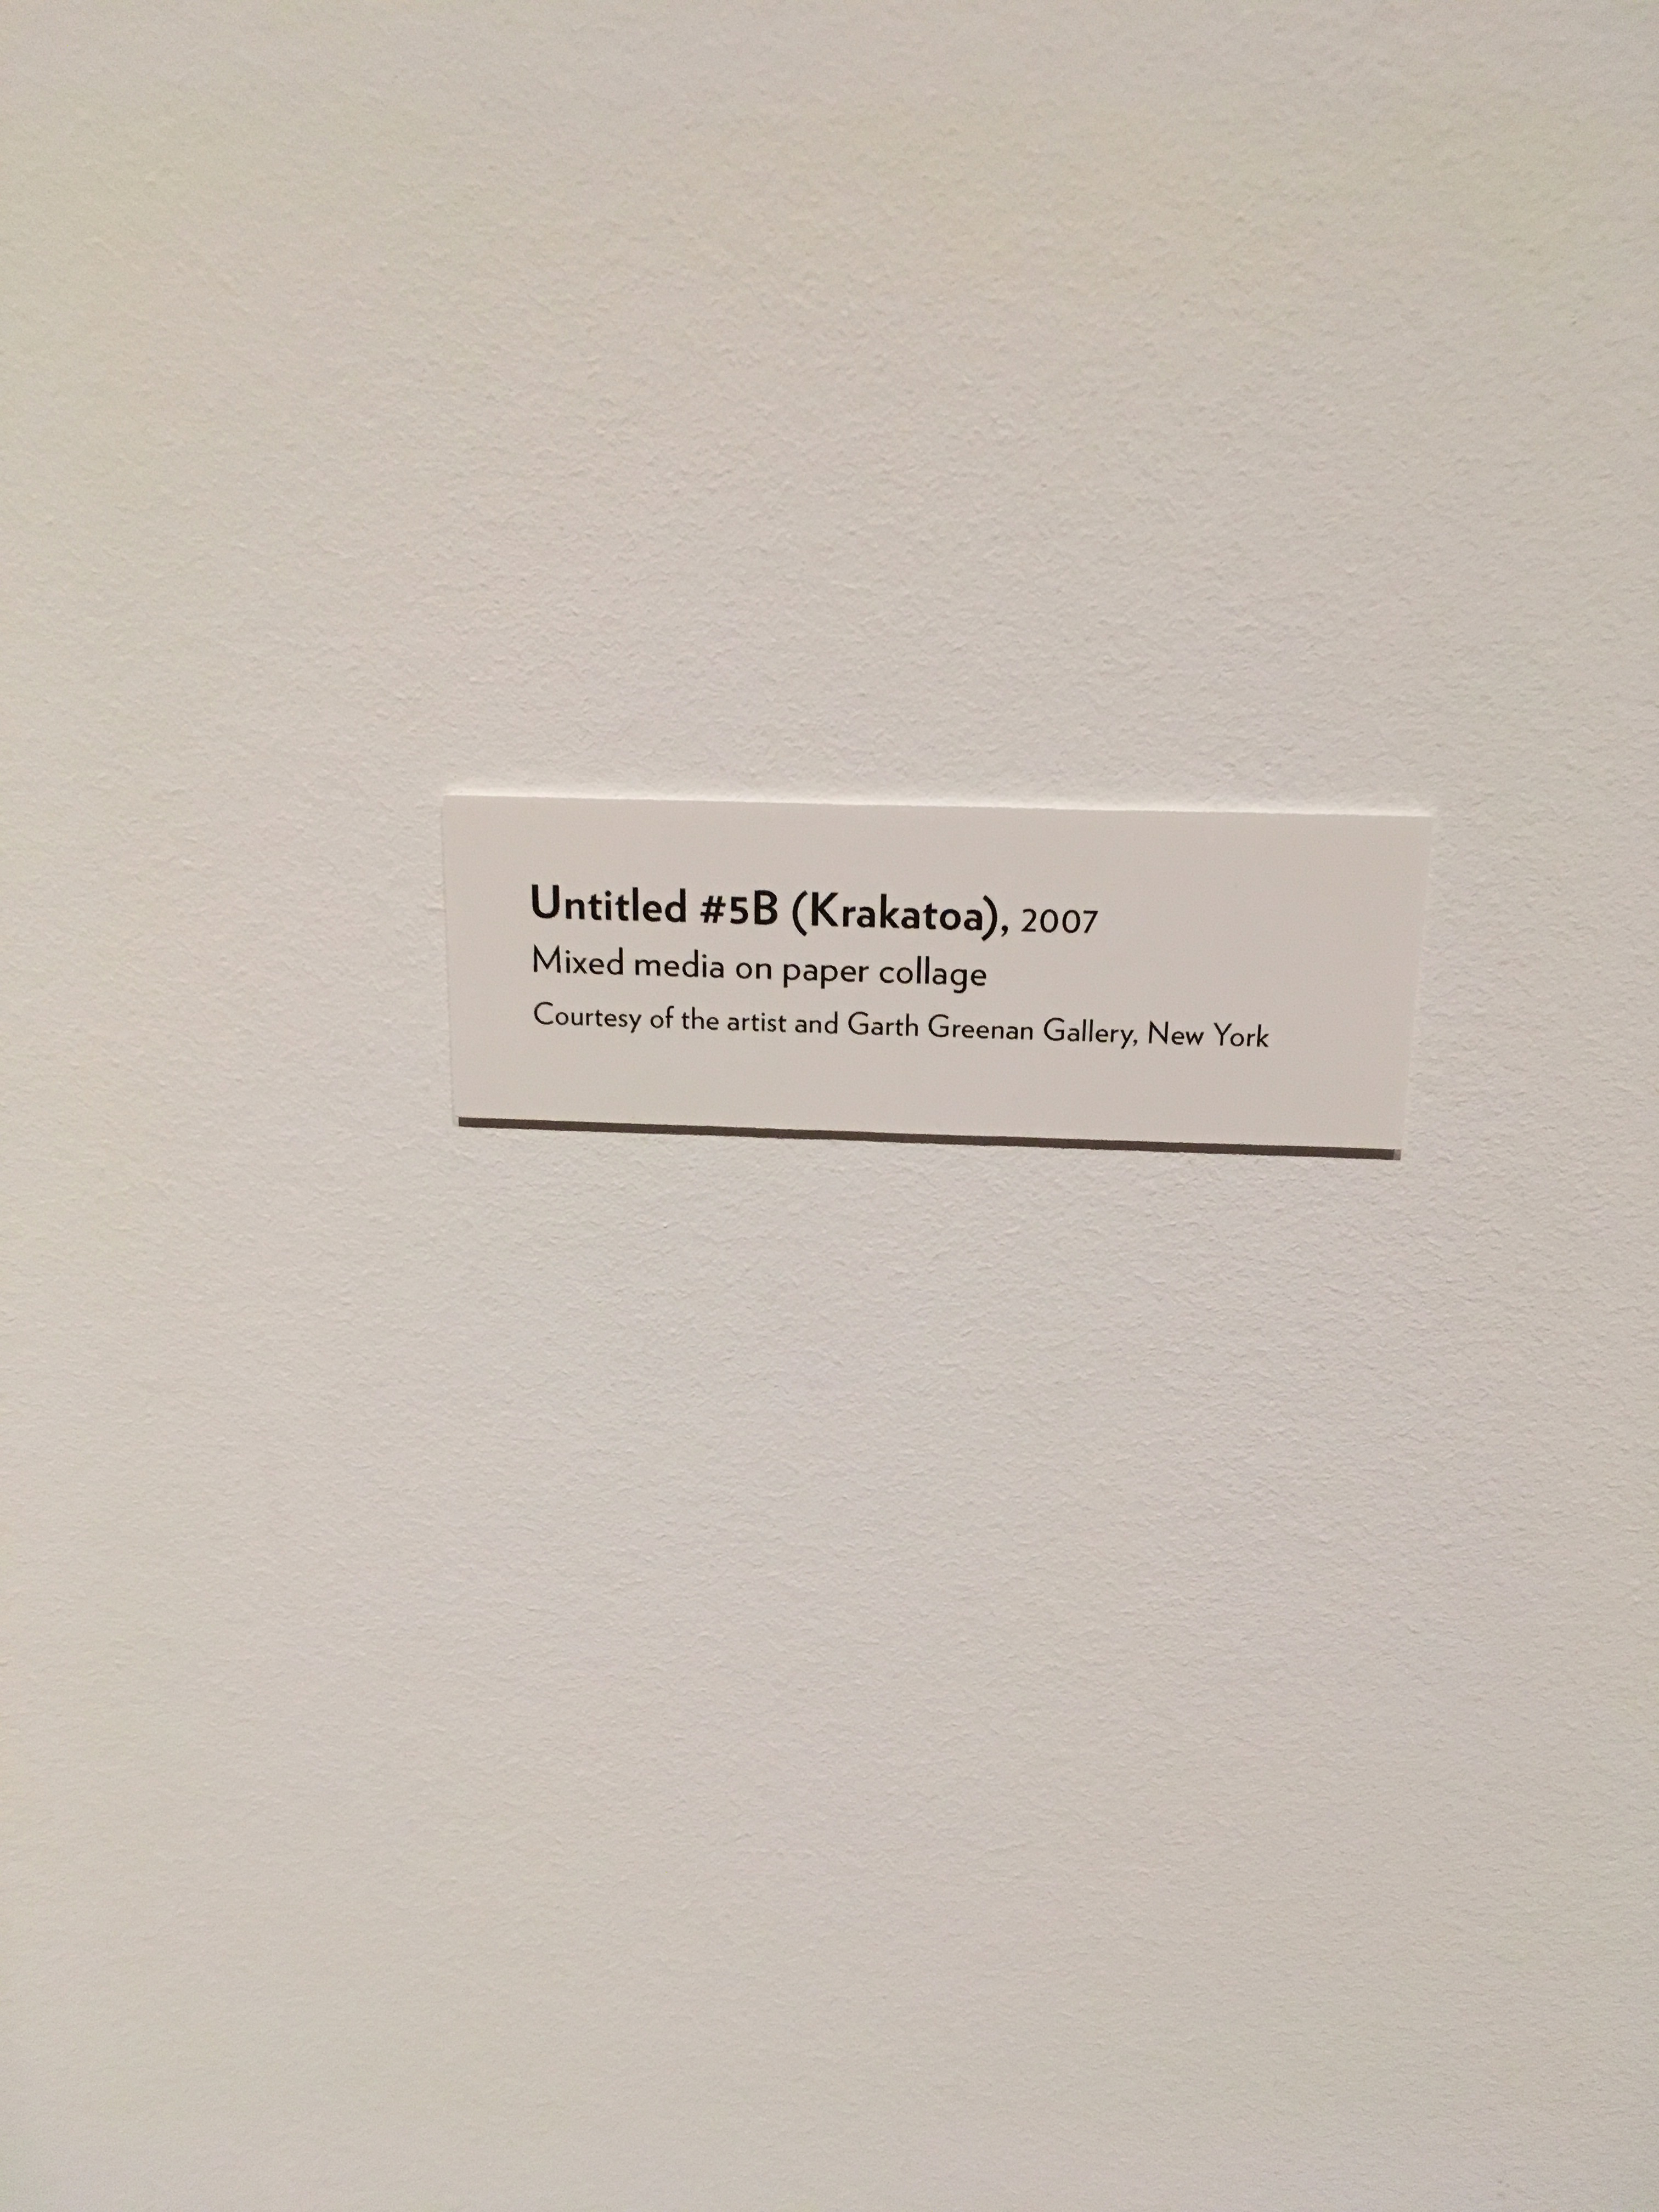 Untitled #5B (Krakatoa), 2007
Mixed media on paper collage
Courtesy of the artist and Garth Greenan Gallery, New York